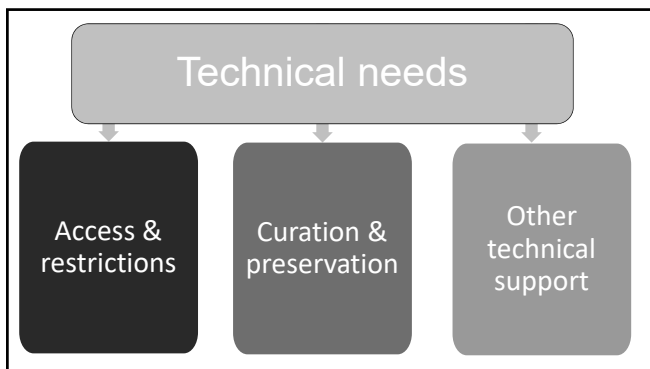 Technical needs
Access &
restrictions
Curation &
preservation
Other
technical
support